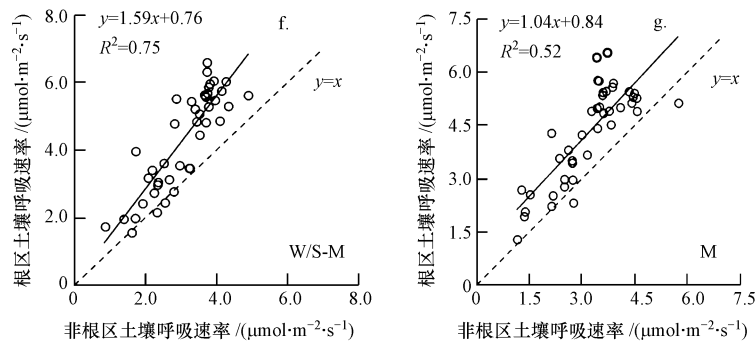 y=1.59x+0.76
R²=0.75
f.
y=x
W/S-M
8.0
6.0
4.0
2.0
0
0
2.0
4.0
6.0
8.0
根区土壤呼吸速率/(μmol·m⁻²·s⁻¹)
非根区土壤呼吸速率/(μmol·m⁻²·s⁻¹)
y=1.04x+0.84
R²=0.52
g.
y=x
M
7.5
6.0
4.5
3.0
1.5
0
0
1.5
3.0
4.5
6.0
7.5
根区土壤呼吸速率/(μmol·m⁻²·s⁻¹)
非根区土壤呼吸速率/(μmol·m⁻²·s⁻¹)